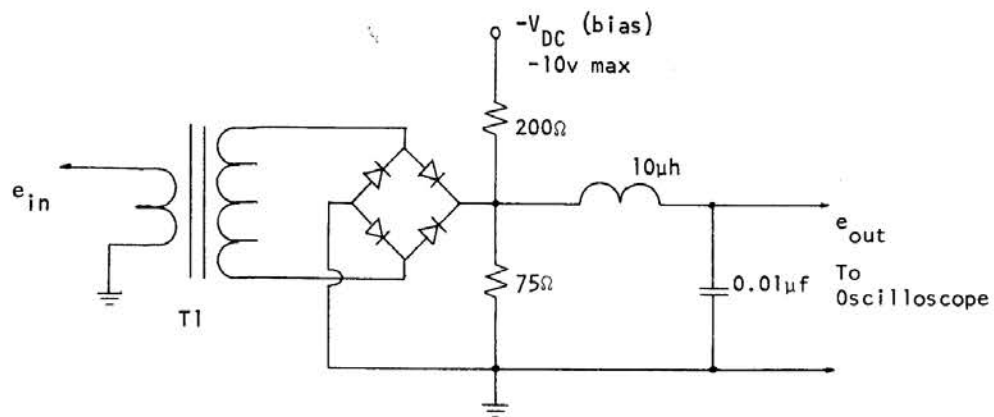 -V_DC (bias)
-10v max
200Ω
10μh
e_in
e_out
75Ω
0.01μf
To
Oscilloscope
T1